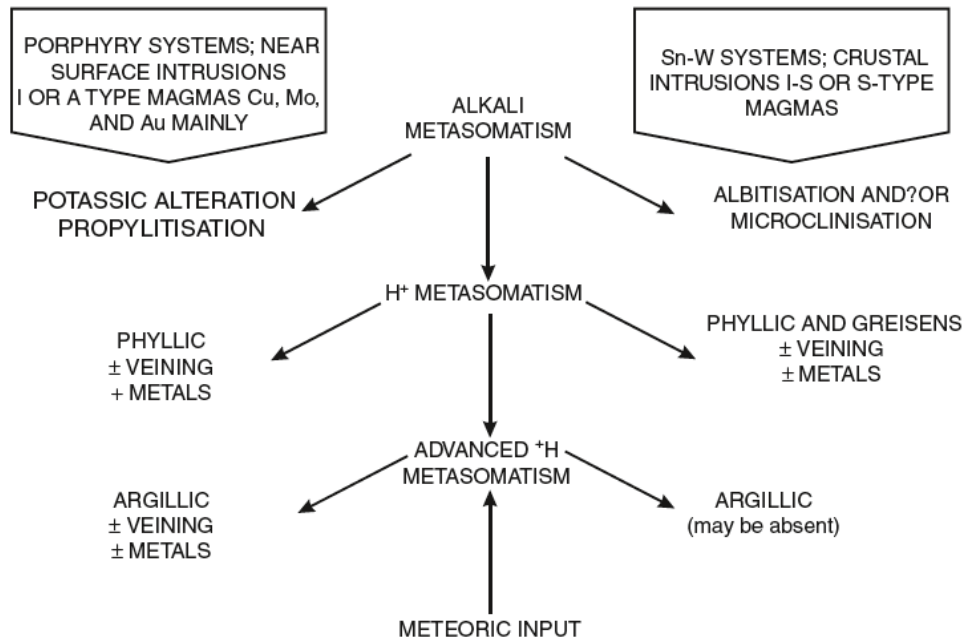 PORPHYRY SYSTEMS; NEAR
SURFACE INTRUSIONS
I OR A TYPE MAGMAS Cu, Mo,
AND Au MAINLY
Sn-W SYSTEMS; CRUSTAL
INTRUSIONS I-S OR S-TYPE
MAGMAS
ALKALI
METASOMATISM
POTASSIC ALTERATION
PROPYLITISATION
ALBITISATION AND?OR
MICROCLINISATION
H⁺ METASOMATISM
PHYLLIC
± VEINING
+ METALS
PHYLLIC AND GREISENS
± VEINING
± METALS
ADVANCED ⁺H
METASOMATISM
ARGILLIC
± VEINING
± METALS
ARGILLIC
(may be absent)
METEORIC INPUT